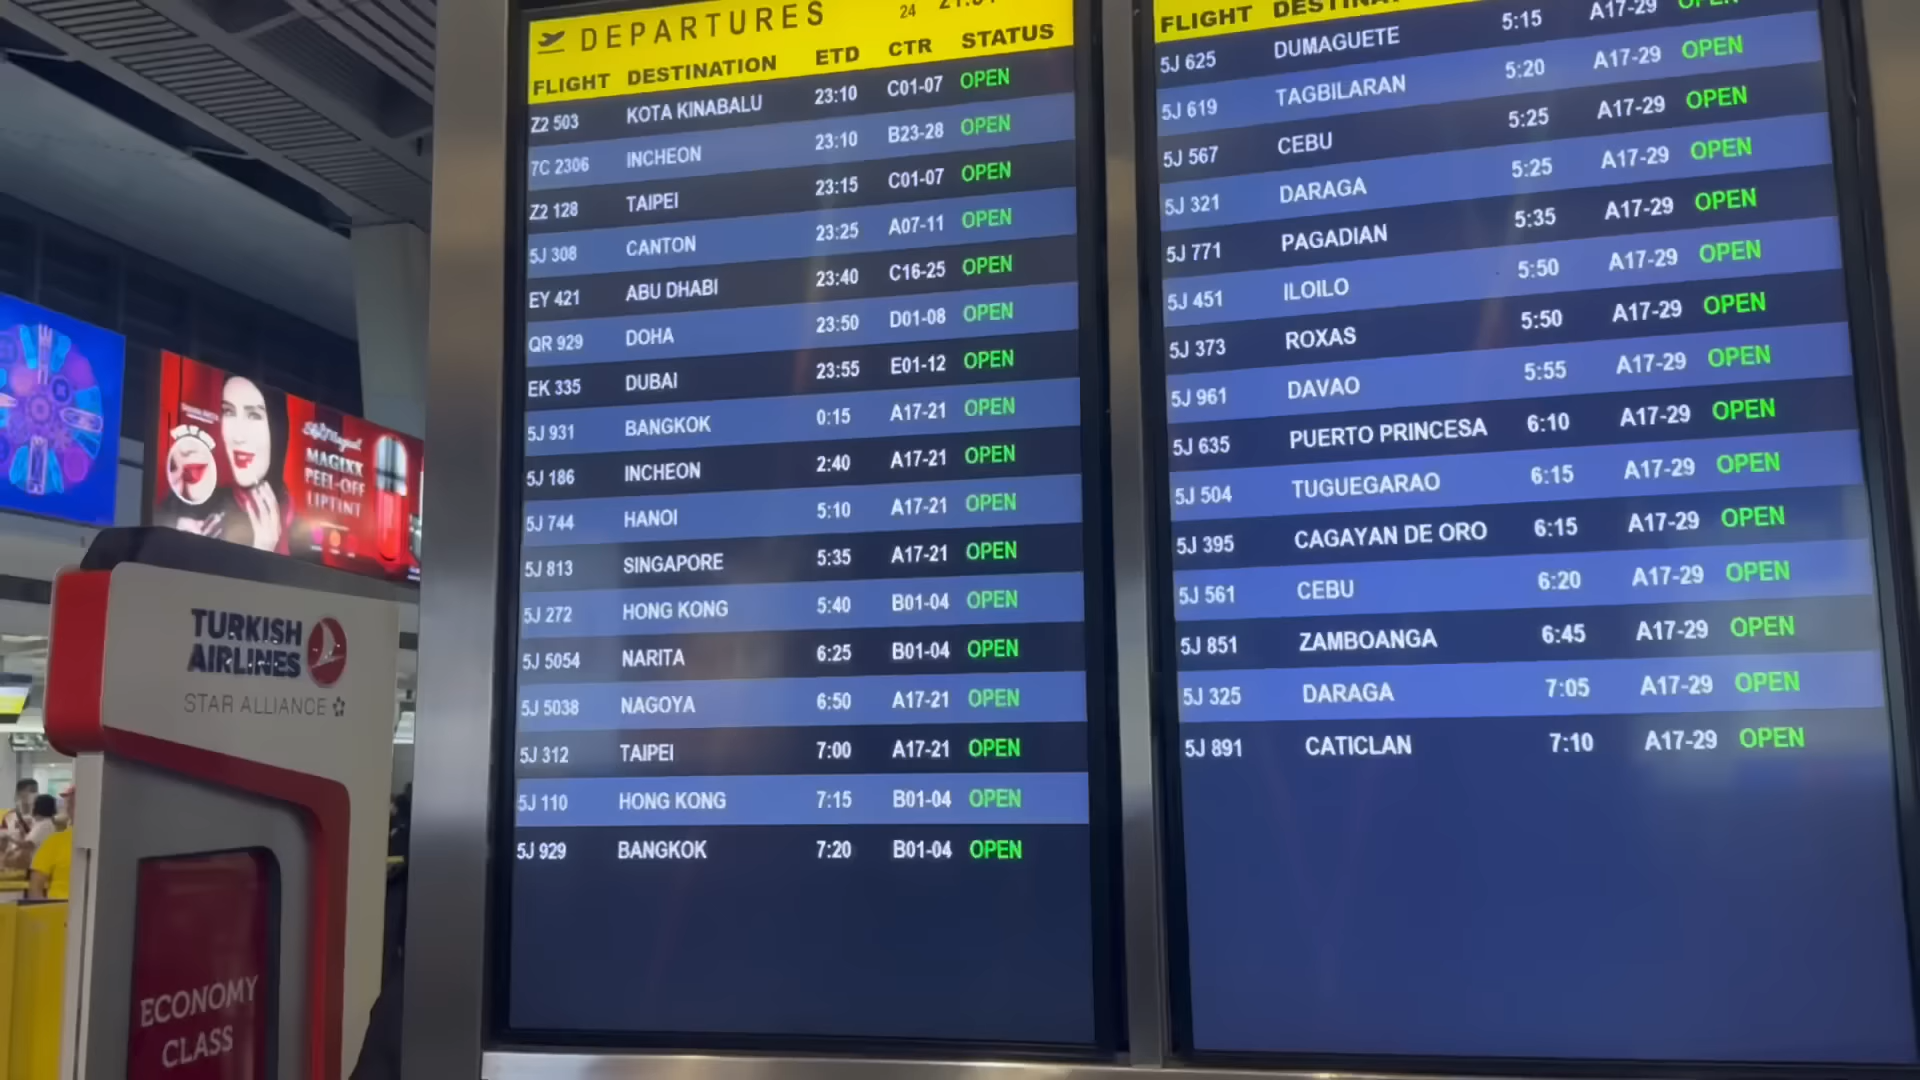 DEPARTURES 24
FLIGHT DESTINATION ETD CTR STATUS
Z2 503 KOTA KINABALU 23:10 C01-07 OPEN
7C 2306 INCHEON 23:10 B23-28 OPEN
Z2 128 TAIPEI 23:15 C01-07 OPEN
5J 308 CANTON 23:25 A07-11 OPEN
EY 421 ABU DHABI 23:40 C16-25 OPEN
QR 929 DOHA 23:50 D01-08 OPEN
EK 335 DUBAI 23:55 E01-12 OPEN
5J 931 BANGKOK 0:15 A17-21 OPEN
5J 186 INCHEON 2:40 A17-21 OPEN
5J 744 HANOI 5:10 A17-21 OPEN
5J 813 SINGAPORE 5:35 A17-21 OPEN
5J 272 HONG KONG 5:40 B01-04 OPEN
5J 5054 NARITA 6:25 B01-04 OPEN
5J 5038 NAGOYA 6:50 A17-21 OPEN
5J 312 TAIPEI 7:00 A17-21 OPEN
5J 110 HONG KONG 7:15 B01-04 OPEN
5J 929 BANGKOK 7:20 B01-04 OPEN
FLIGHT
5J 625 DUMAGUETE 5:15 A17-29 OPEN
5J 619 TAGBILARAN 5:20 A17-29 OPEN
5J 567 CEBU 5:25 A17-29 OPEN
5J 321 DARAGA 5:25 A17-29 OPEN
5J 771 PAGADIAN 5:35 A17-29 OPEN
5J 451 ILOILO 5:50 A17-29 OPEN
5J 373 ROXAS 5:50 A17-29 OPEN
5J 961 DAVAO 5:55 A17-29 OPEN
5J 635 PUERTO PRINCESA 6:10 A17-29 OPEN
5J 504 TUGUEGARAO 6:15 A17-29 OPEN
5J 395 CAGAYAN DE ORO 6:15 A17-29 OPEN
5J 561 CEBU 6:20 A17-29 OPEN
5J 851 ZAMBOANGA 6:45 A17-29 OPEN
5J 325 DARAGA 7:05 A17-29 OPEN
5J 891 CATICLAN 7:10 A17-29 OPEN
MAGIXX
PEEL-OFF
LIPTINT
TURKISH
AIRLINES
STAR ALLIANCE
ECONOMY
CLASS